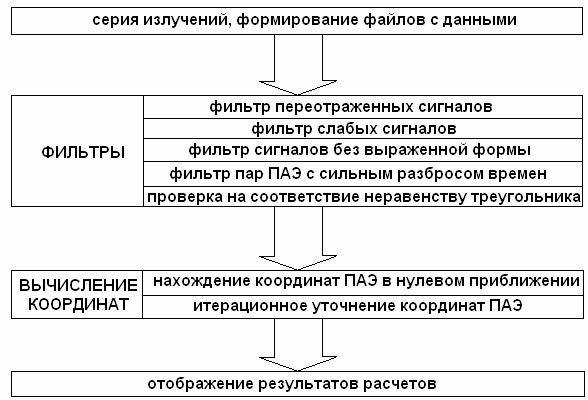 серия излучений, формирование файлов с данными
ФИЛЬТРЫ
фильтр переотраженных сигналов
фильтр слабых сигналов
фильтр сигналов без выраженной формы
фильтр пар ПАЭ с сильным разбросом времен
проверка на соответствие неравенству треугольника
ВЫЧИСЛЕНИЕ
КООРДИНАТ
нахождение координат ПАЭ в нулевом приближении
итерационное уточнение координат ПАЭ
отображение результатов расчетов